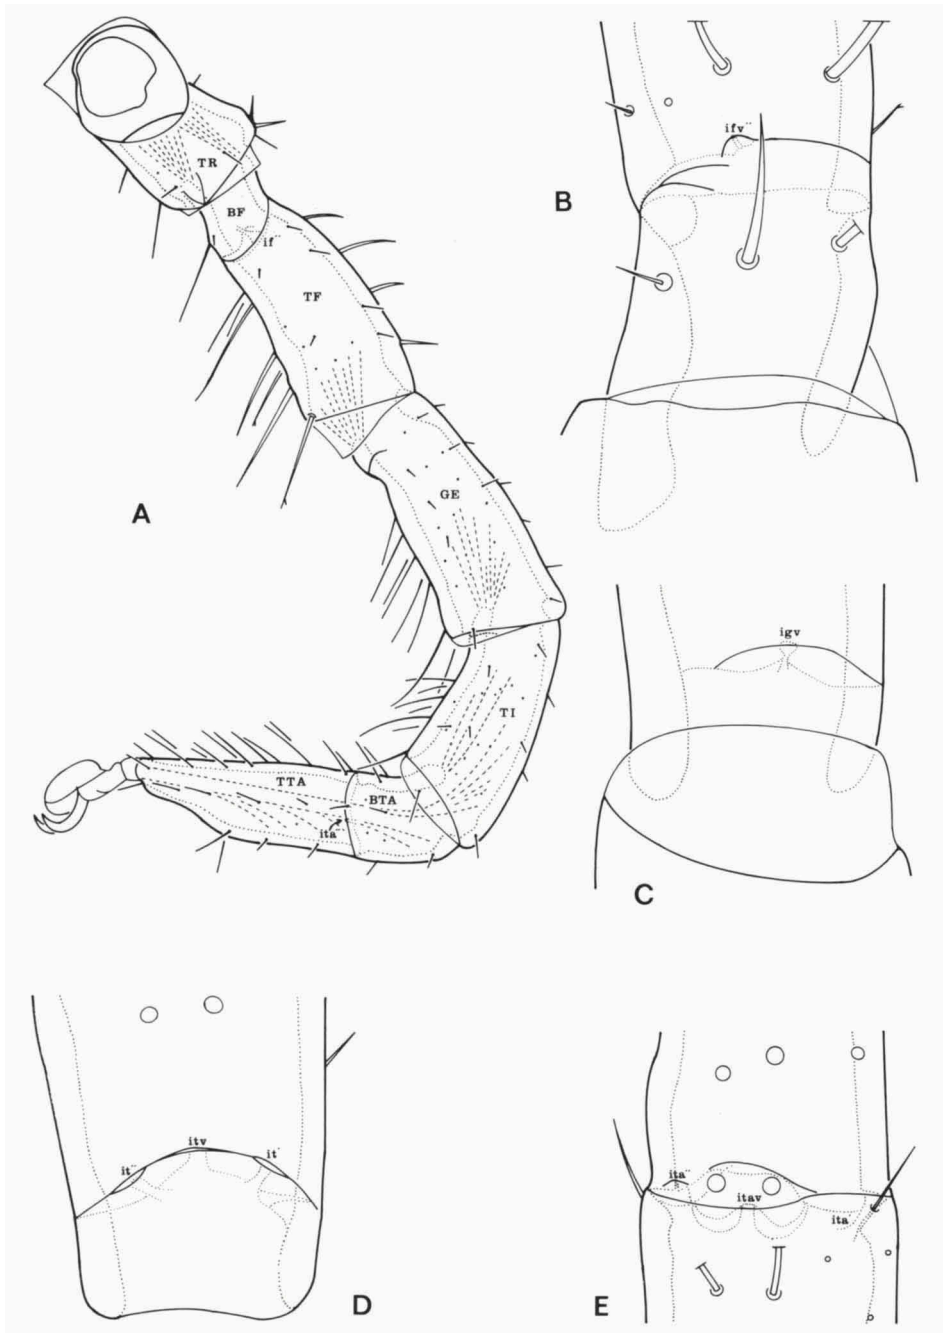 TR
BF
if''
TF
A
GE
TI
TTA
BTA
ita'
ifv''
B
igv
C
itv
it''
it'
D
ita''
itav
ita'
E